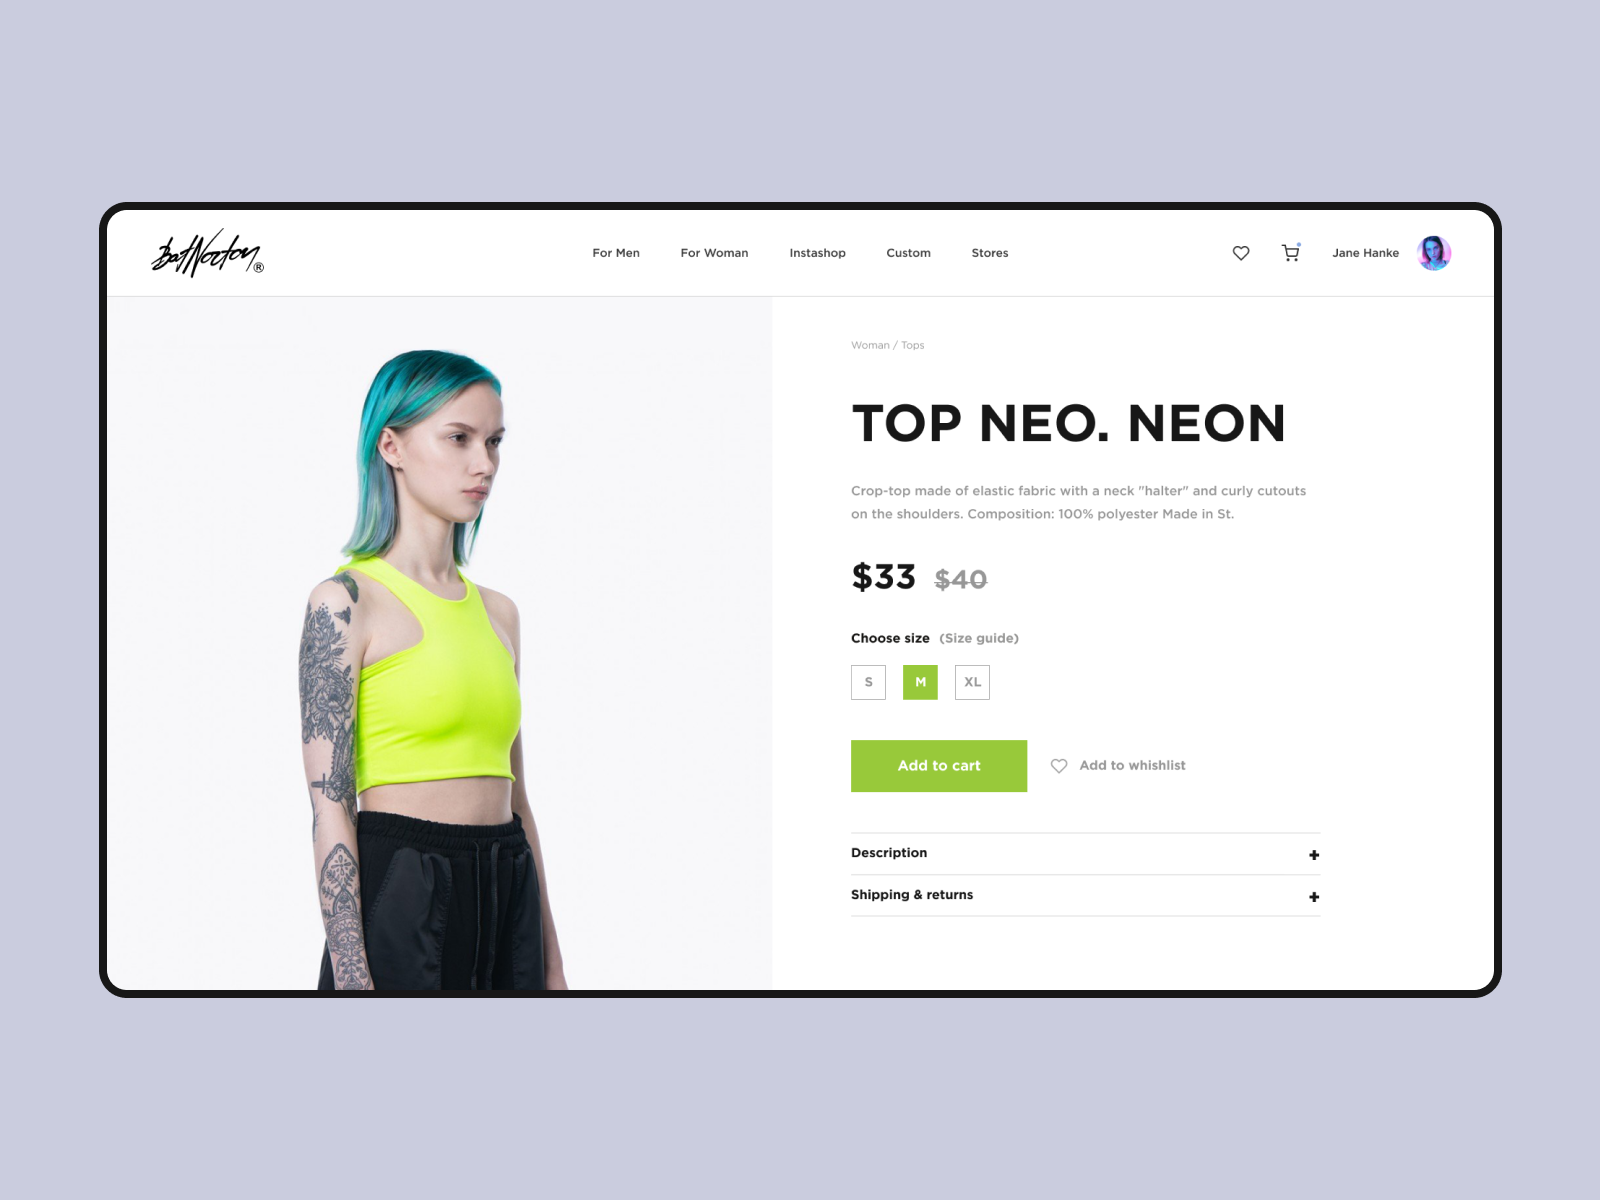 BatNorton®
For Men
For Woman
Instashop
Custom
Stores
Jane Hanke
Woman / Tops
TOP NEO. NEON
Crop-top made of elastic fabric with a neck "halter" and curly cutouts
on the shoulders. Composition: 100% polyester Made in St.
$33 $40
Choose size (Size guide)
S
M
XL
Add to cart
Add to whishlist
Description +
Shipping & returns +